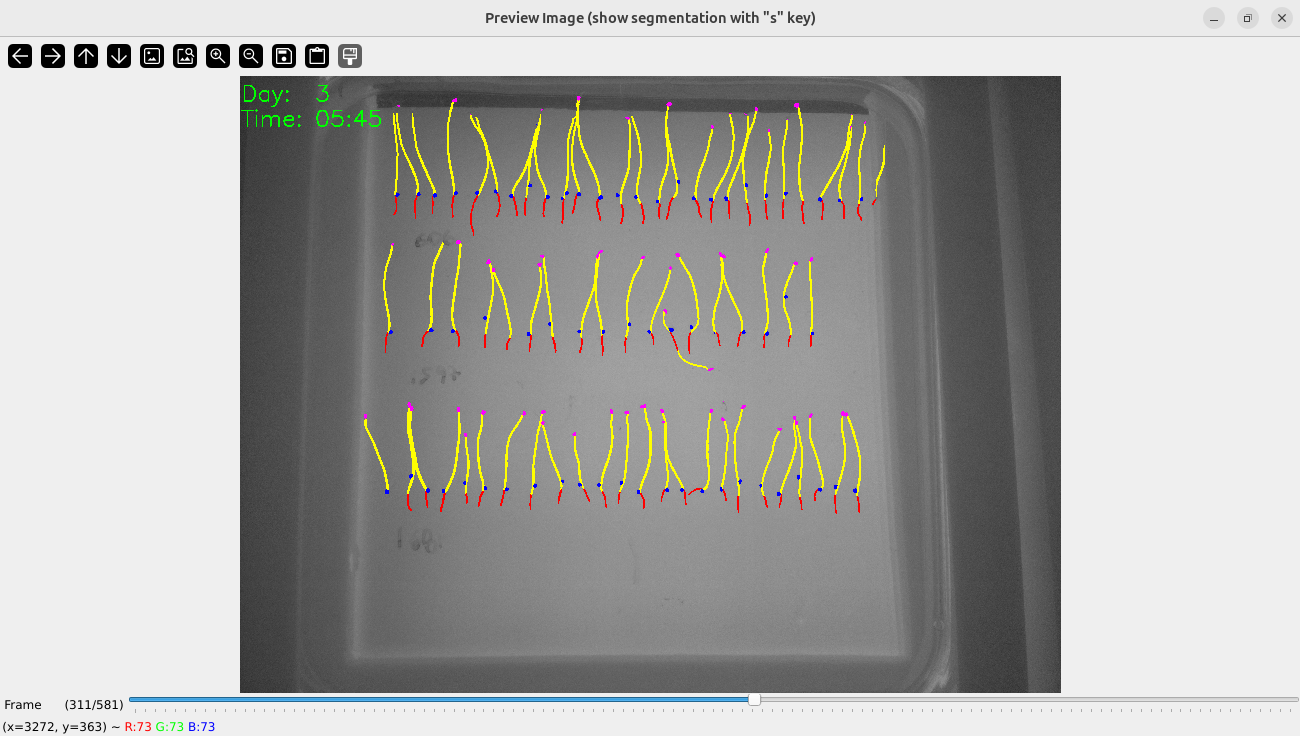 Preview Image (show segmentation with "s" key)
Day: 3
Time: 05:45
Frame (311/581)
(x=3272, y=363) ~ R:73 G:73 B:73